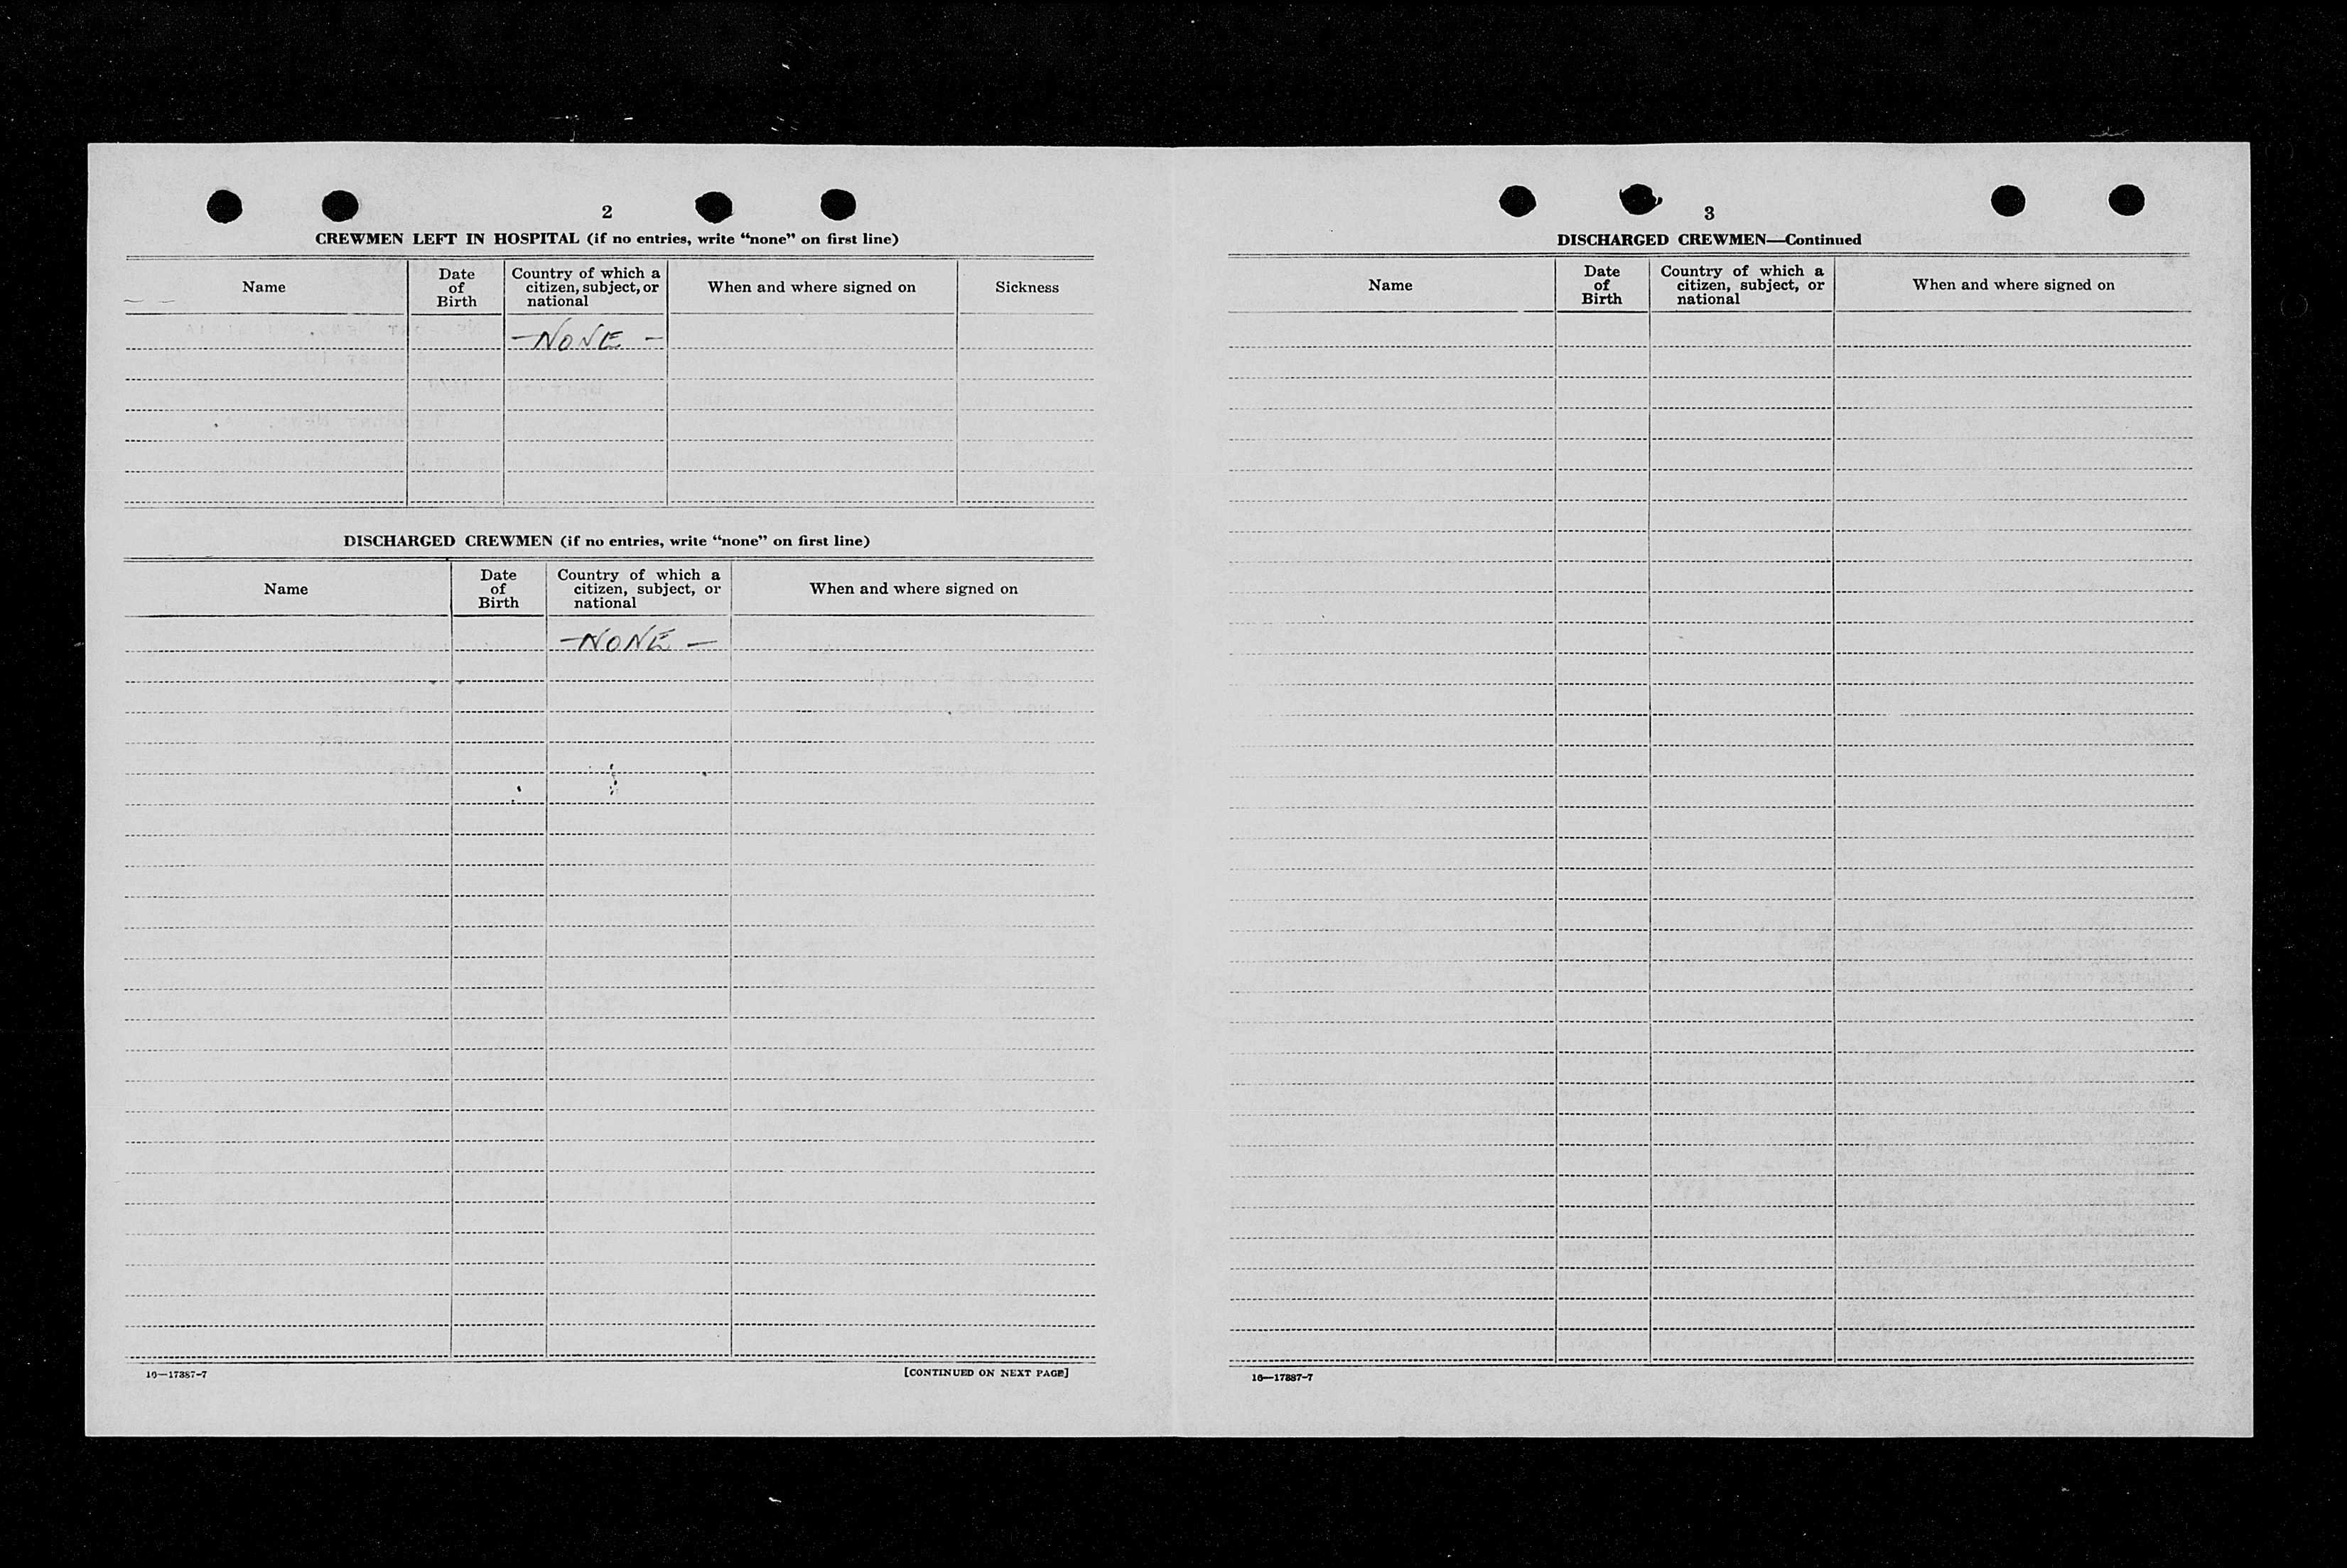 2
CREWMEN LEFT IN HOSPITAL (if no entries, write “none” on first line)
Name
Date of Birth
Country of which a citizen, subject, or national
When and where signed on
Sickness
— NONE —
DISCHARGED CREWMEN (if no entries, write “none” on first line)
Name
Date of Birth
Country of which a citizen, subject, or national
When and where signed on
— NONE —
16—17387-7
[CONTINUED ON NEXT PAGE]
3
DISCHARGED CREWMEN—Continued
Name
Date of Birth
Country of which a citizen, subject, or national
When and where signed on
16—17387-7